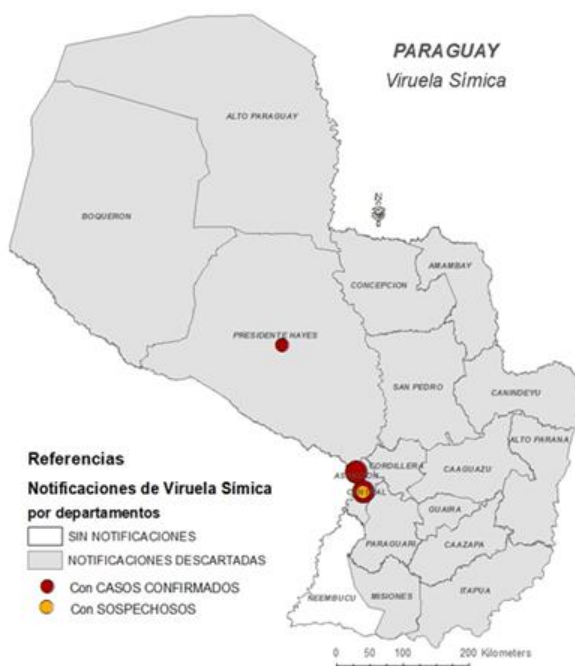 PARAGUAY
Viruela Símica
ALTO PARAGUAY
BOQUERON
CONCEPCION
AMAMBAY
PRESIDENTE HAYES
SAN PEDRO
CANINDEYU
ALTO PARANA
CORDILLERA
CAAGUAZU
GUAIRA
PARAGUARI
CAAZAPA
ÑEEMBUCU
MISIONES
ITAPUA
Referencias
Notificaciones de Viruela Símica
por departamentos
SIN NOTIFICACIONES
NOTIFICACIONES DESCARTADAS
Con CASOS CONFIRMADOS
Con SOSPECHOSOS
0 50 100 200 Kilometers